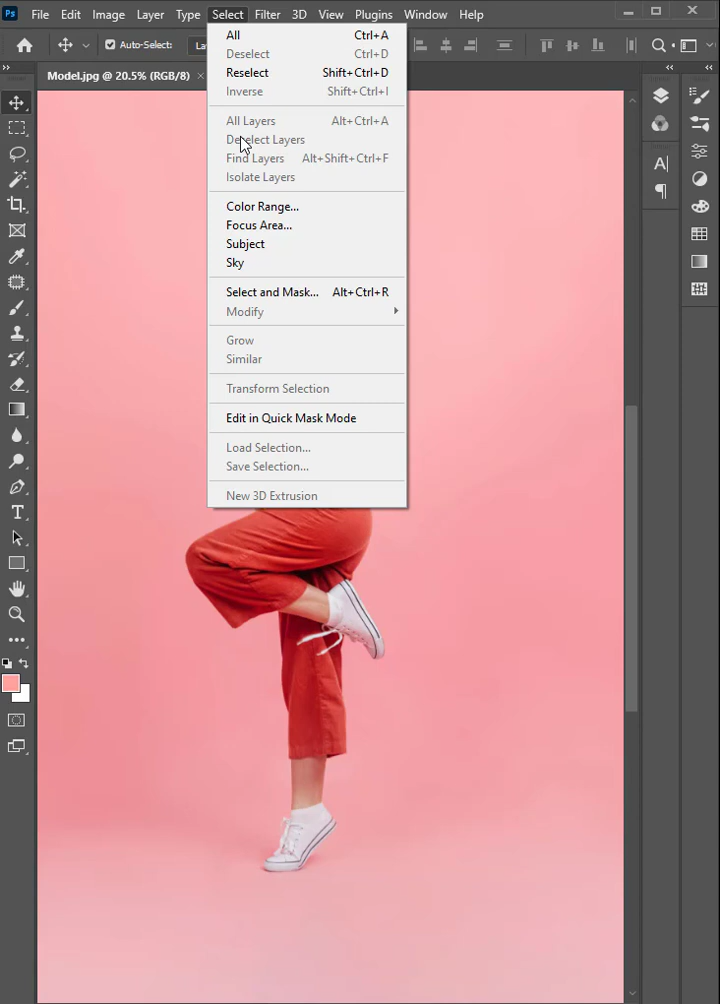 Ps File Edit Image Layer Type Select Filter 3D View Plugins Window Help
Auto-Select: La
Model.jpg @ 20.5% (RGB/8) ×
All Ctrl+A
Deselect Ctrl+D
Reselect Shift+Ctrl+D
Inverse Shift+Ctrl+I
All Layers Alt+Ctrl+A
Deselect Layers
Find Layers Alt+Shift+Ctrl+F
Isolate Layers
Color Range...
Focus Area...
Subject
Sky
Select and Mask... Alt+Ctrl+R
Modify
Grow
Similar
Transform Selection
Edit in Quick Mask Mode
Load Selection...
Save Selection...
New 3D Extrusion